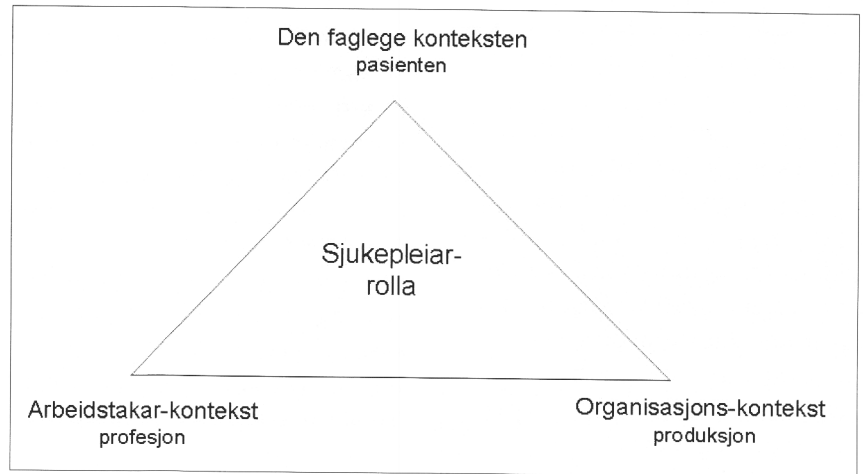 Den faglege konteksten
pasienten
Sjukepleiar-
rolla
Arbeidstakar-kontekst
profesjon
Organisasjons-kontekst
produksjon